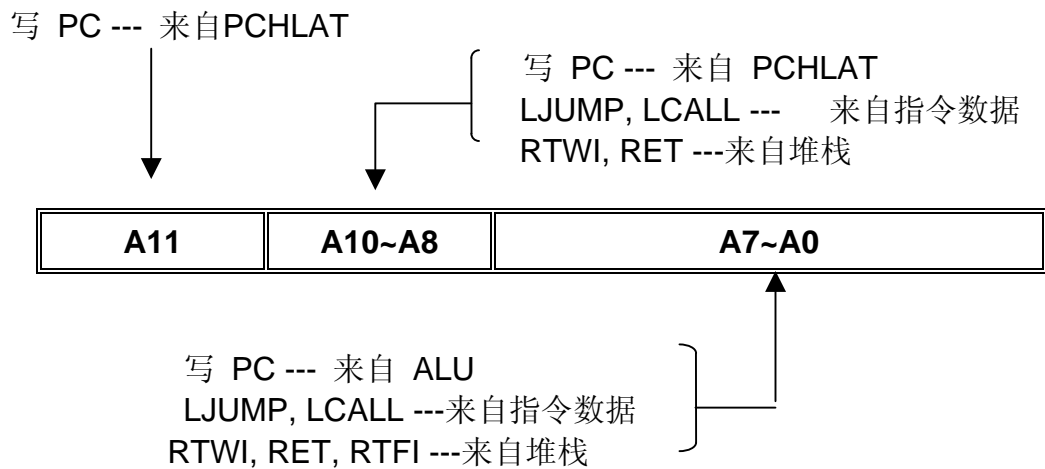 写 PC --- 来自PCHLAT
写 PC --- 来自 PCHLAT
LJUMP, LCALL --- 来自指令数据
RTWI, RET ---来自堆栈
A11 A10~A8 A7~A0
写 PC --- 来自 ALU
LJUMP, LCALL ---来自指令数据
RTWI, RET, RTFI ---来自堆栈